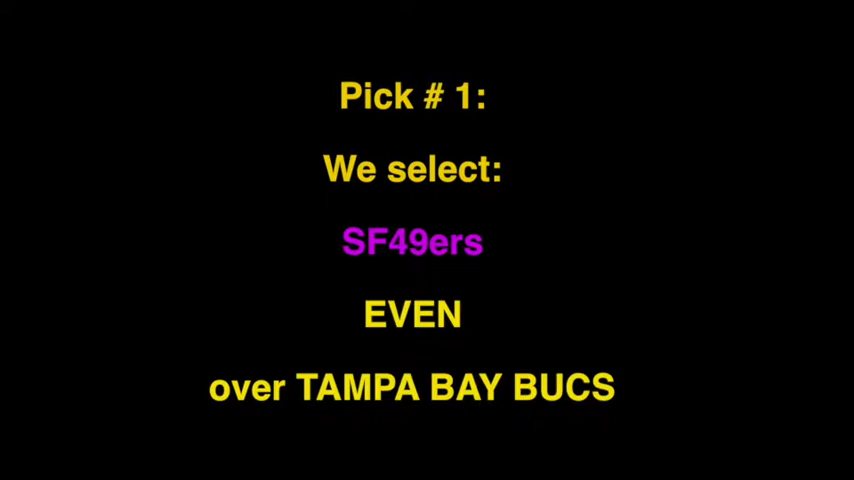 Pick # 1:
We select:
SF49ers
EVEN
over TAMPA BAY BUCS